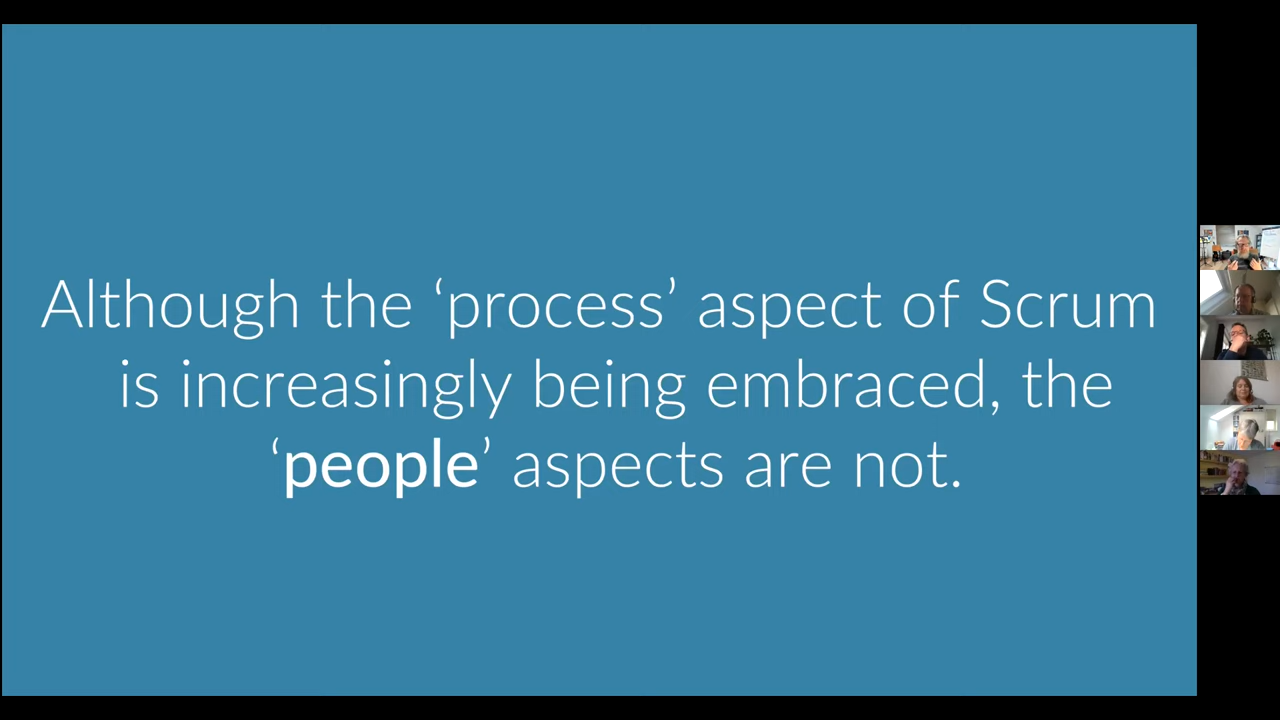 Although the ‘process’ aspect of Scrum
is increasingly being embraced, the
‘people’ aspects are not.